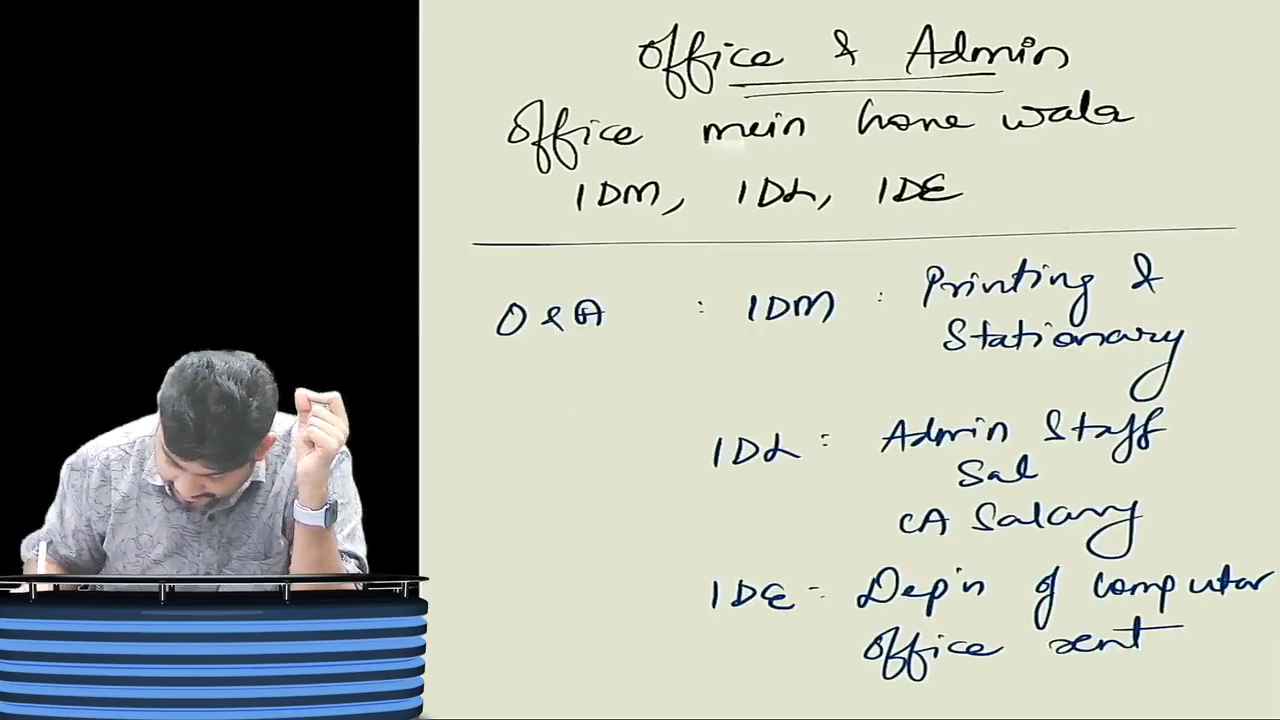 Office & Admin
Office mein hone wala
IDM, IDL, IDE
O & A : IDM : Printing &
Stationary
IDL : Admin Staff
Sal
CA Salary
IDE : Dep'n of computer
office rent